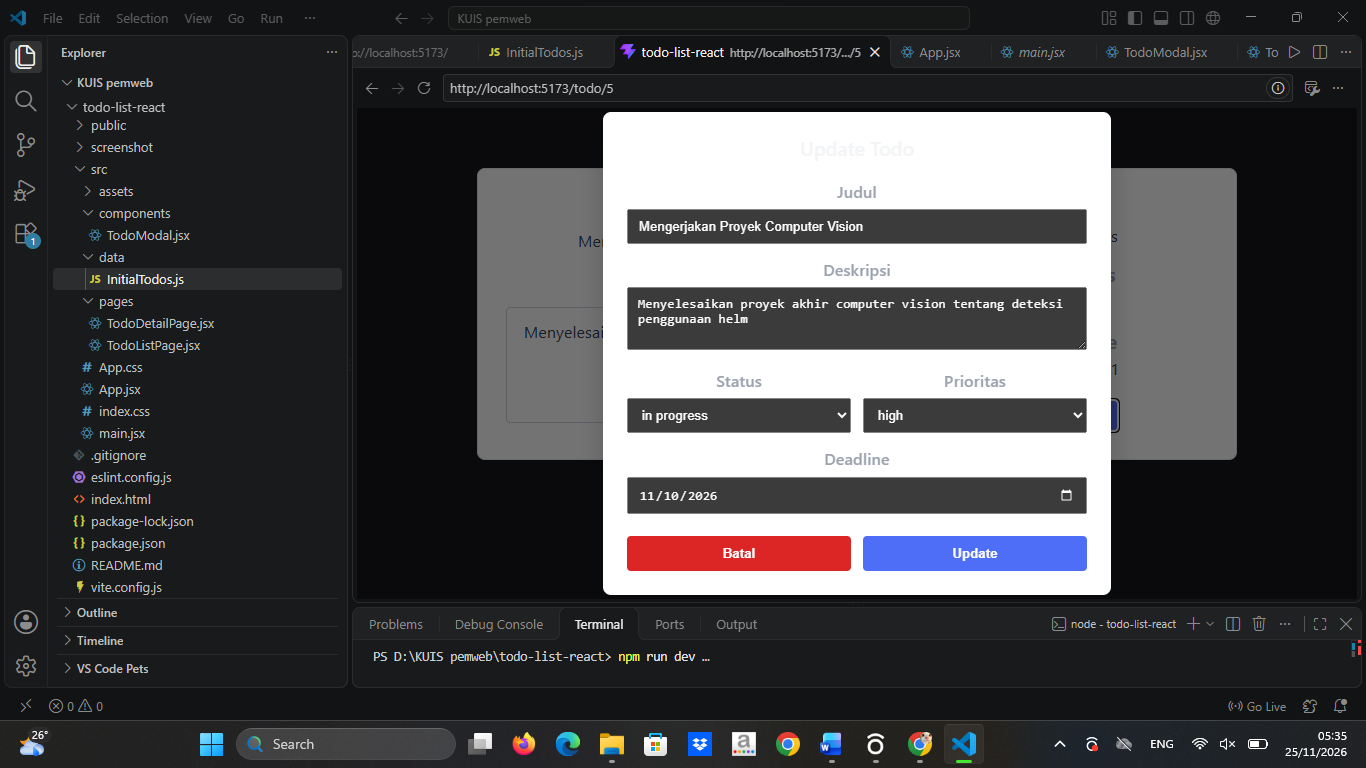 File Edit Selection View Go Run ··· KUIS pemweb
Explorer ···
KUIS pemweb
todo-list-react
public
screenshot
src
assets
components
TodoModal.jsx
data
JS InitialTodos.js
pages
TodoDetailPage.jsx
TodoListPage.jsx
# App.css
App.jsx
# index.css
main.jsx
.gitignore
eslint.config.js
<> index.html
{} package-lock.json
{} package.json
README.md
vite.config.js
Outline
Timeline
VS Code Pets
1
p://localhost:5173/ JS InitialTodos.js todo-list-react http://localhost:5173/.../5 App.jsx main.jsx TodoModal.jsx To ···
http://localhost:5173/todo/5 ···
Update Todo
Judul
Mengerjakan Proyek Computer Vision
Deskripsi
Menyelesaikan proyek akhir computer vision tentang deteksi
penggunaan helm
Status Prioritas
in progress high
Deadline
11/10/2026
Batal Update
Menyelesai
Problems Debug Console Terminal Ports Output node - todo-list-react ···
PS D:\KUIS pemweb\todo-list-react> npm run dev …
0 0 Go Live
26° Search ENG 05:35
25/11/2026